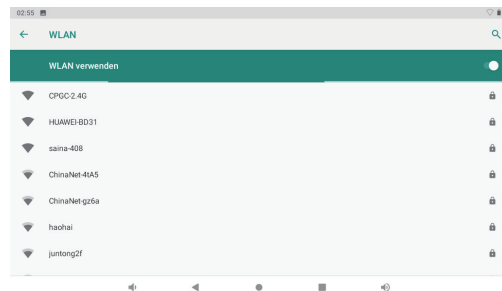 02:55
WLAN
WLAN verwenden
CPGC-2.4G
HUAWEI-BD31
saina-408
ChinaNet-4tA5
ChinaNet-gz6a
haohai
juntong2f